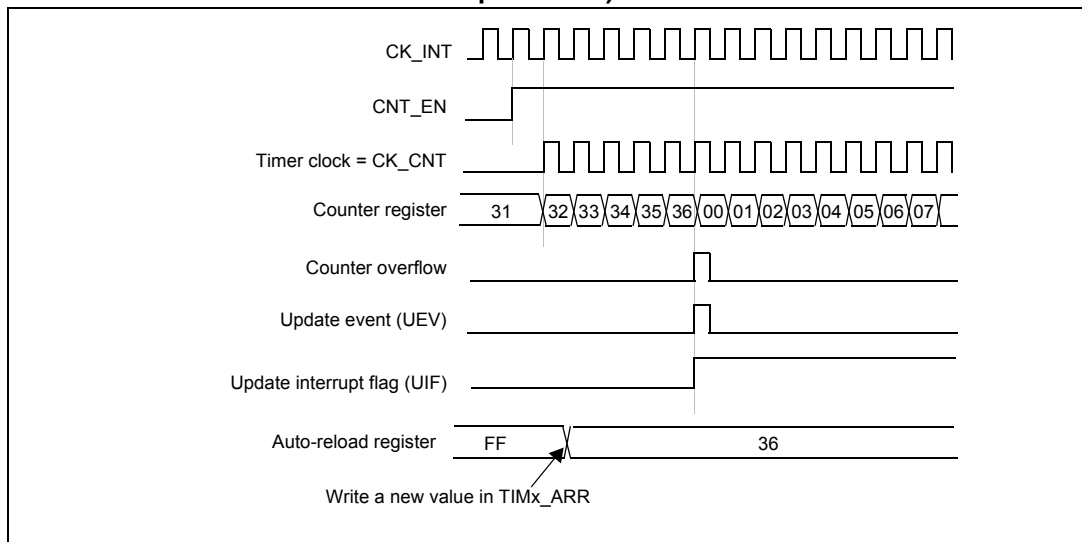 CK_INT
CNT_EN
Timer clock = CK_CNT
Counter register 31 32 33 34 35 36 00 01 02 03 04 05 06 07
Counter overflow
Update event (UEV)
Update interrupt flag (UIF)
Auto-reload register FF 36
Write a new value in TIMx_ARR